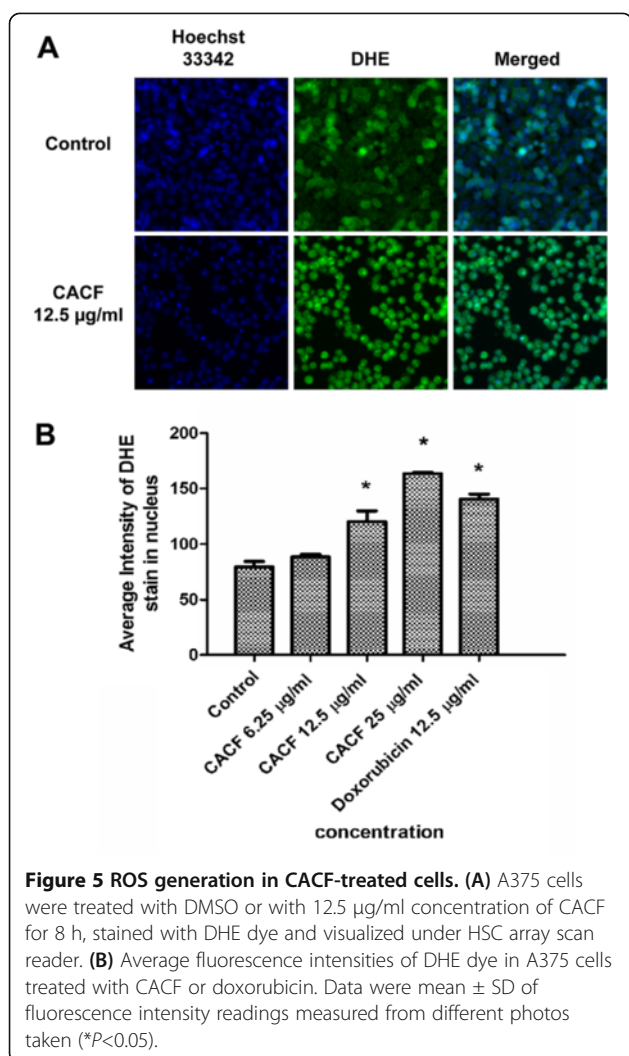 A
Hoechst 33342
DHE
Merged
Control
CACF 12.5 µg/ml
B
Average Intensity of DHE stain in nucleus
200
150
100
50
0
*
*
*
Control
CACF 6.25 µg/ml
CACF 12.5 µg/ml
CACF 25 µg/ml
Doxorubicin 12.5 µg/ml
concentration
Figure 5 ROS generation in CACF-treated cells. (A) A375 cells
were treated with DMSO or with 12.5 µg/ml concentration of CACF
for 8 h, stained with DHE dye and visualized under HSC array scan
reader. (B) Average fluorescence intensities of DHE dye in A375 cells
treated with CACF or doxorubicin. Data were mean ± SD of
fluorescence intensity readings measured from different photos
taken (*P<0.05).